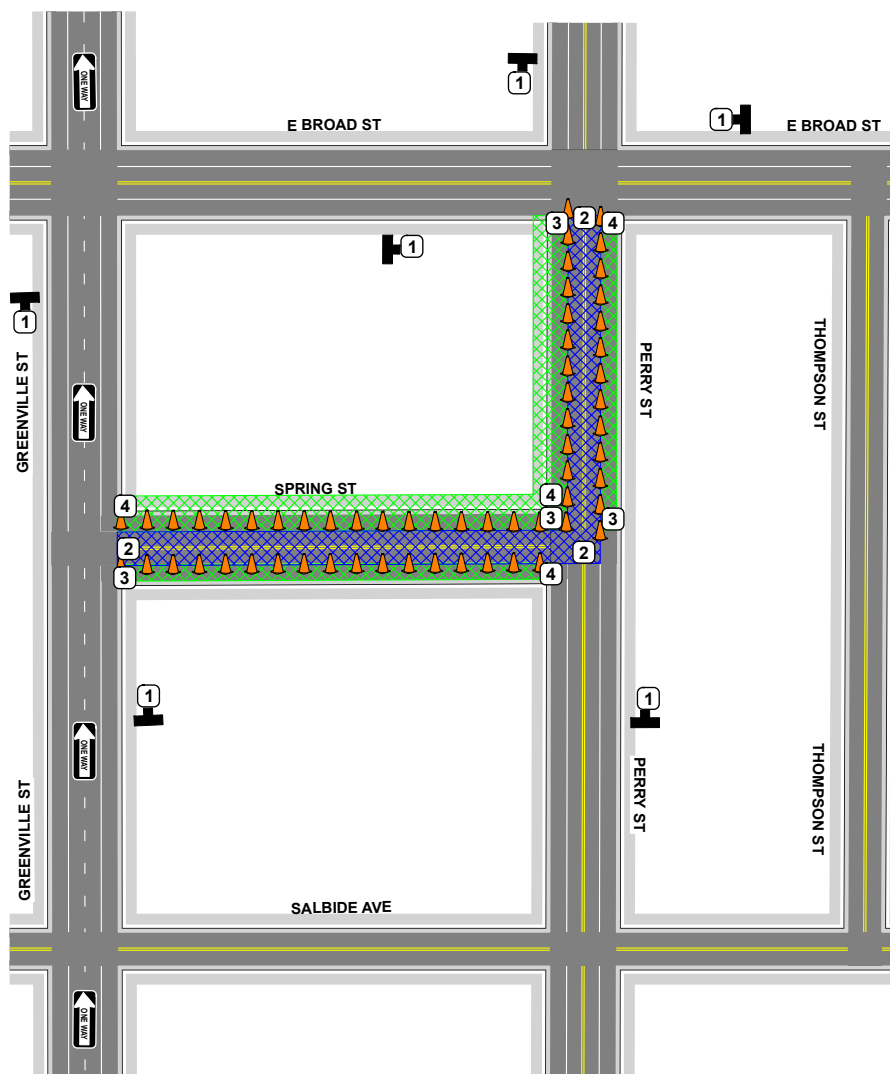 ONE WAY
1
E BROAD ST
1
E BROAD ST
3
2
4
1
1
GREENVILLE ST
ONE WAY
PERRY ST
THOMPSON ST
SPRING ST
4
4
3
3
2
2
3
4
1
1
ONE WAY
PERRY ST
THOMPSON ST
GREENVILLE ST
SALBIDE AVE
ONE WAY